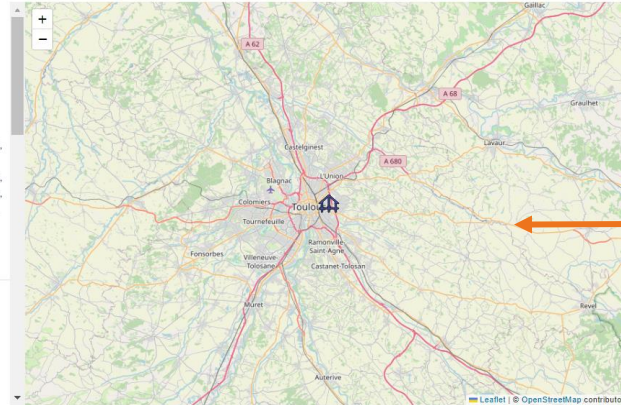 Gaillac
+
−
A 62
A 68
Graulhet
Lavaur
Castelginest
A 680
L'Union
Blagnac
Colomiers
Toulou
Tournefeuille
Ramonville-
Saint-Agne
Fonsorbes
Villeneuve-
Tolosane
Castanet-Tolosan
Muret
Revel
Auterive
Leaflet | © OpenStreetMap contributo